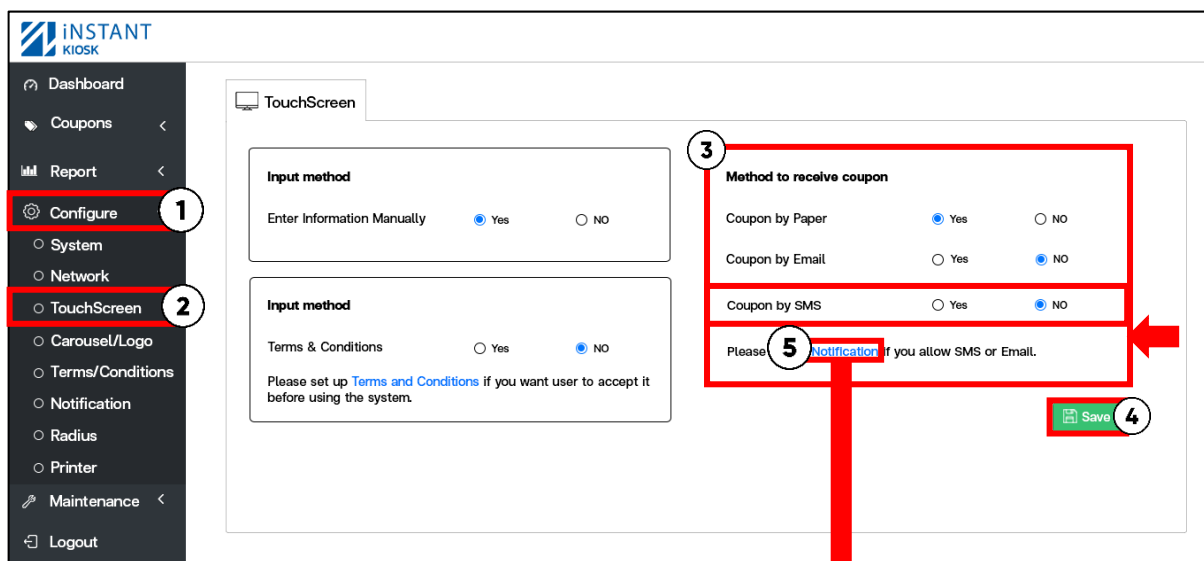 iNSTANT
KIOSK
Dashboard
Coupons
Report
Configure
1
System
Network
TouchScreen
2
Carousel/Logo
Terms/Conditions
Notification
Radius
Printer
Maintenance
Logout
TouchScreen
Input method
Enter Information Manually Yes NO
Input method
Terms & Conditions Yes NO
Please set up Terms and Conditions if you want user to accept it
before using the system.
3
Method to receive coupon
Coupon by Paper Yes NO
Coupon by Email Yes NO
Coupon by SMS Yes NO
Please 5 Notification if you allow SMS or Email.
Save 4